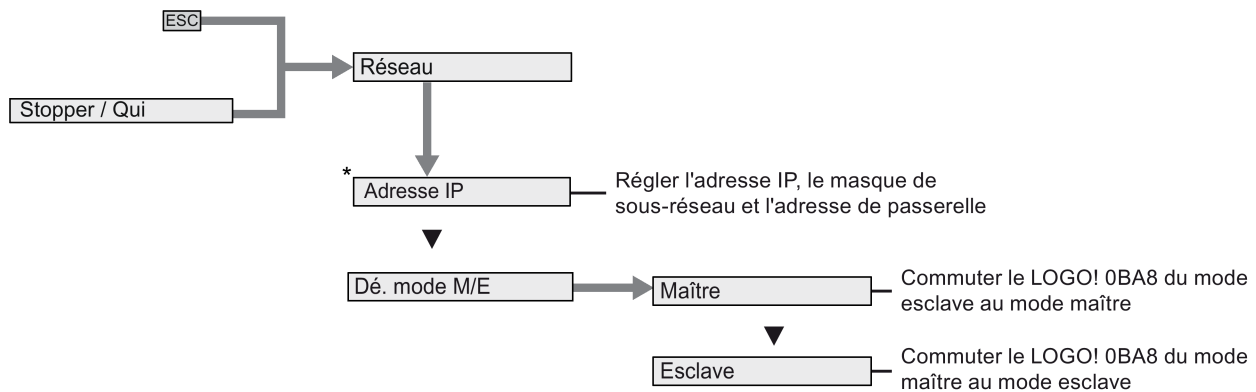 ESC
Réseau
Stopper / Qui
*
Adresse IP
Régler l'adresse IP, le masque de
sous-réseau et l'adresse de passerelle
Dé. mode M/E
Maître
Commuter le LOGO! 0BA8 du mode
esclave au mode maître
Esclave
Commuter le LOGO! 0BA8 du mode
maître au mode esclave